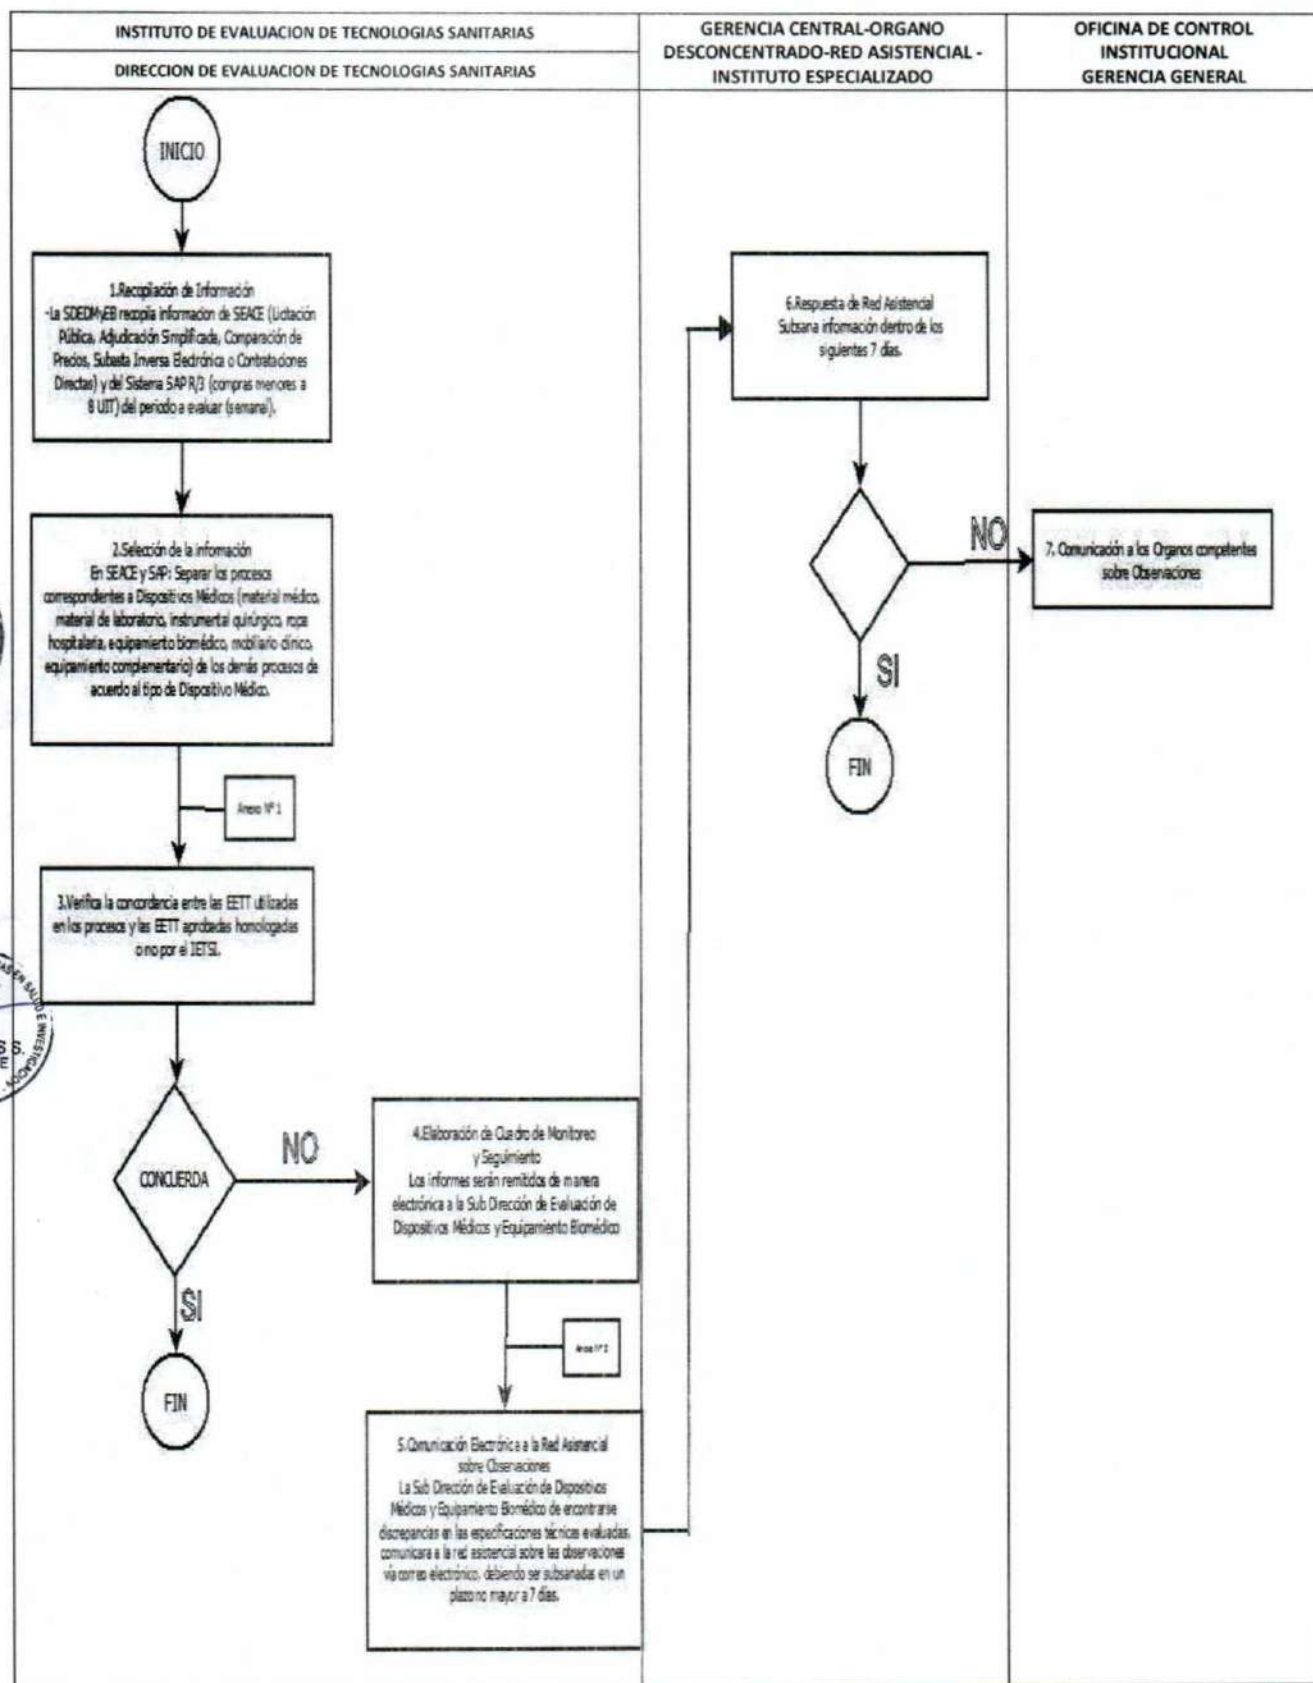 INSTITUTO DE EVALUACION DE TECNOLOGIAS SANITARIAS
DIRECCION DE EVALUACION DE TECNOLOGIAS SANITARIAS
GERENCIA CENTRAL-ORGANO
DESCONCENTRADO-RED ASISTENCIAL -
INSTITUTO ESPECIALIZADO
OFICINA DE CONTROL
INSTITUCIONAL
GERENCIA GENERAL
INICIO
1.Recopilación de Información
-La SDEDMyEB recopila informacion de SEACE (Licitación
Pública, Adjudicación Simplificada, Comparación de
Precios, Subasta Inversa Electrónica o Contrataciones
Directas) y del Sistema SAP R/3 (compras menores a
8 UIT) del periodo a evaluar (semanal).
2.Selección de la información
En SEACE y SAP: Separar los procesos
correspondientes a Dispositivos Médicos (material médico,
material de laboratorio, instrumental quirúrgico, ropa
hospitalaria, equipamiento biomédico, mobiliario clínico,
equipamiento complementario) de los demás procesos de
acuerdo al tipo de Dispositivo Médico.
Anexo Nº 1
3.Verifica la concordancia entre las EETT utilizadas
en los procesos y las EETT aprobadas homologadas
o no por el IETSI.
CONCUERDA
NO
SI
FIN
4.Elaboración de Cuadro de Monitoreo
y Seguimiento
Los informes serán remitidos de manera
electrónica a la Sub Dirección de Evaluación de
Dispositivos Médicos y Equipamiento Biomédico
Anexo Nº
5.Comunicación Electrónica a la Red Asistencial
sobre Observaciones
La Sub Dirección de Evaluación de Dispositivos
Médicos y Equipamiento Biomédico de encontrarse
discrepancias en las especificaciones técnicas evaluadas,
comunicara a la red asistencial sobre las observaciones
via correo electrónico, debiendo ser subsanadas en un
plazo no mayor a 7 días.
6.Respuesta de Red Asistencial
Subsana información dentro de los
siguientes 7 días.
NO
SI
FIN
7. Comunicación a los Organos competentes
sobre Observaciones
EN SALUD E INVESTIGACIÓN